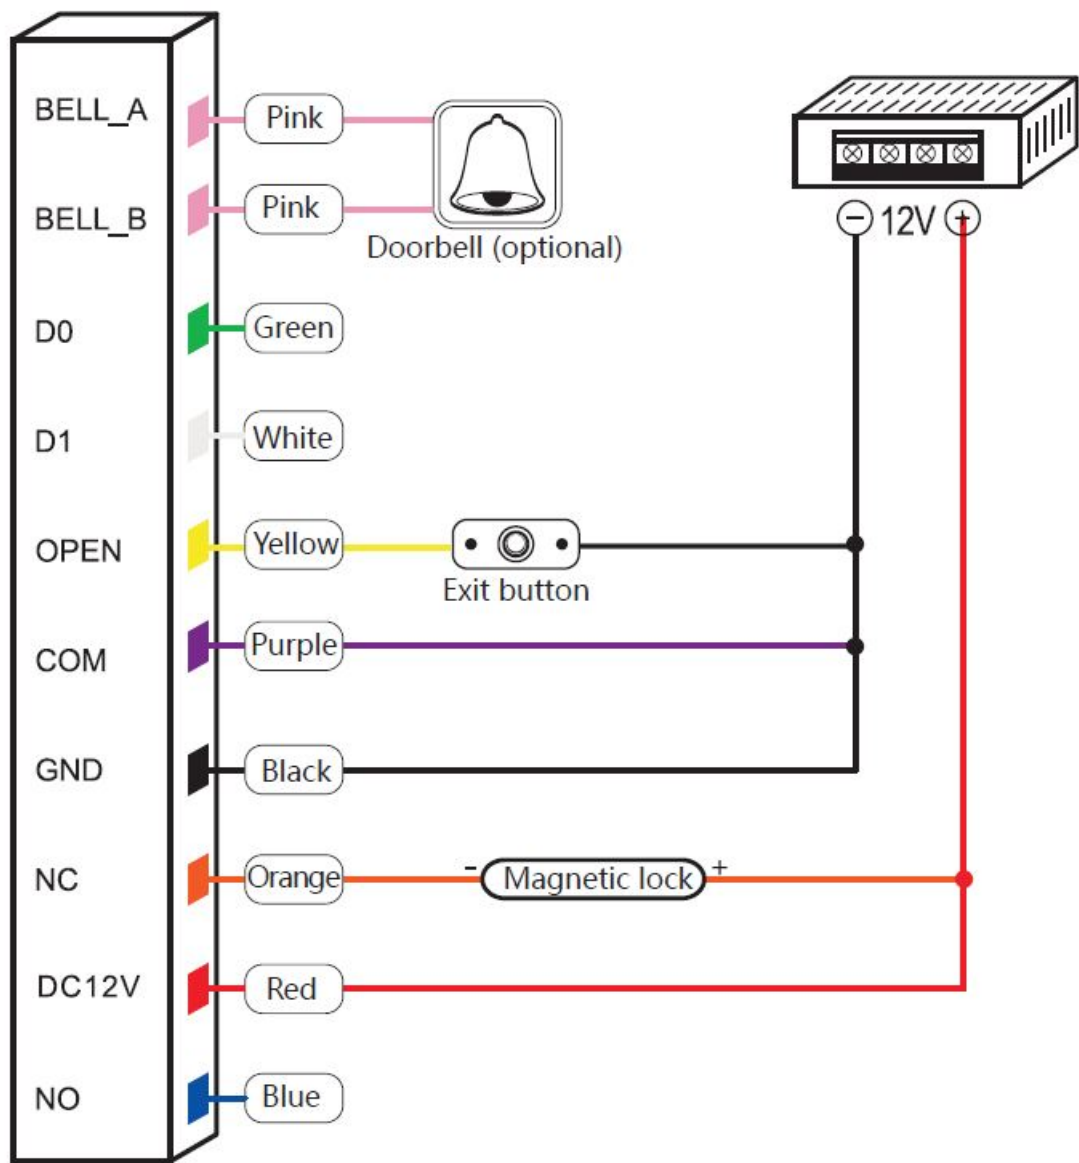 BELL_A
Pink
BELL_B
Pink
Doorbell (optional)
− 12V +
D0
Green
D1
White
OPEN
Yellow
Exit button
COM
Purple
GND
Black
NC
Orange
- Magnetic lock +
DC12V
Red
NO
Blue